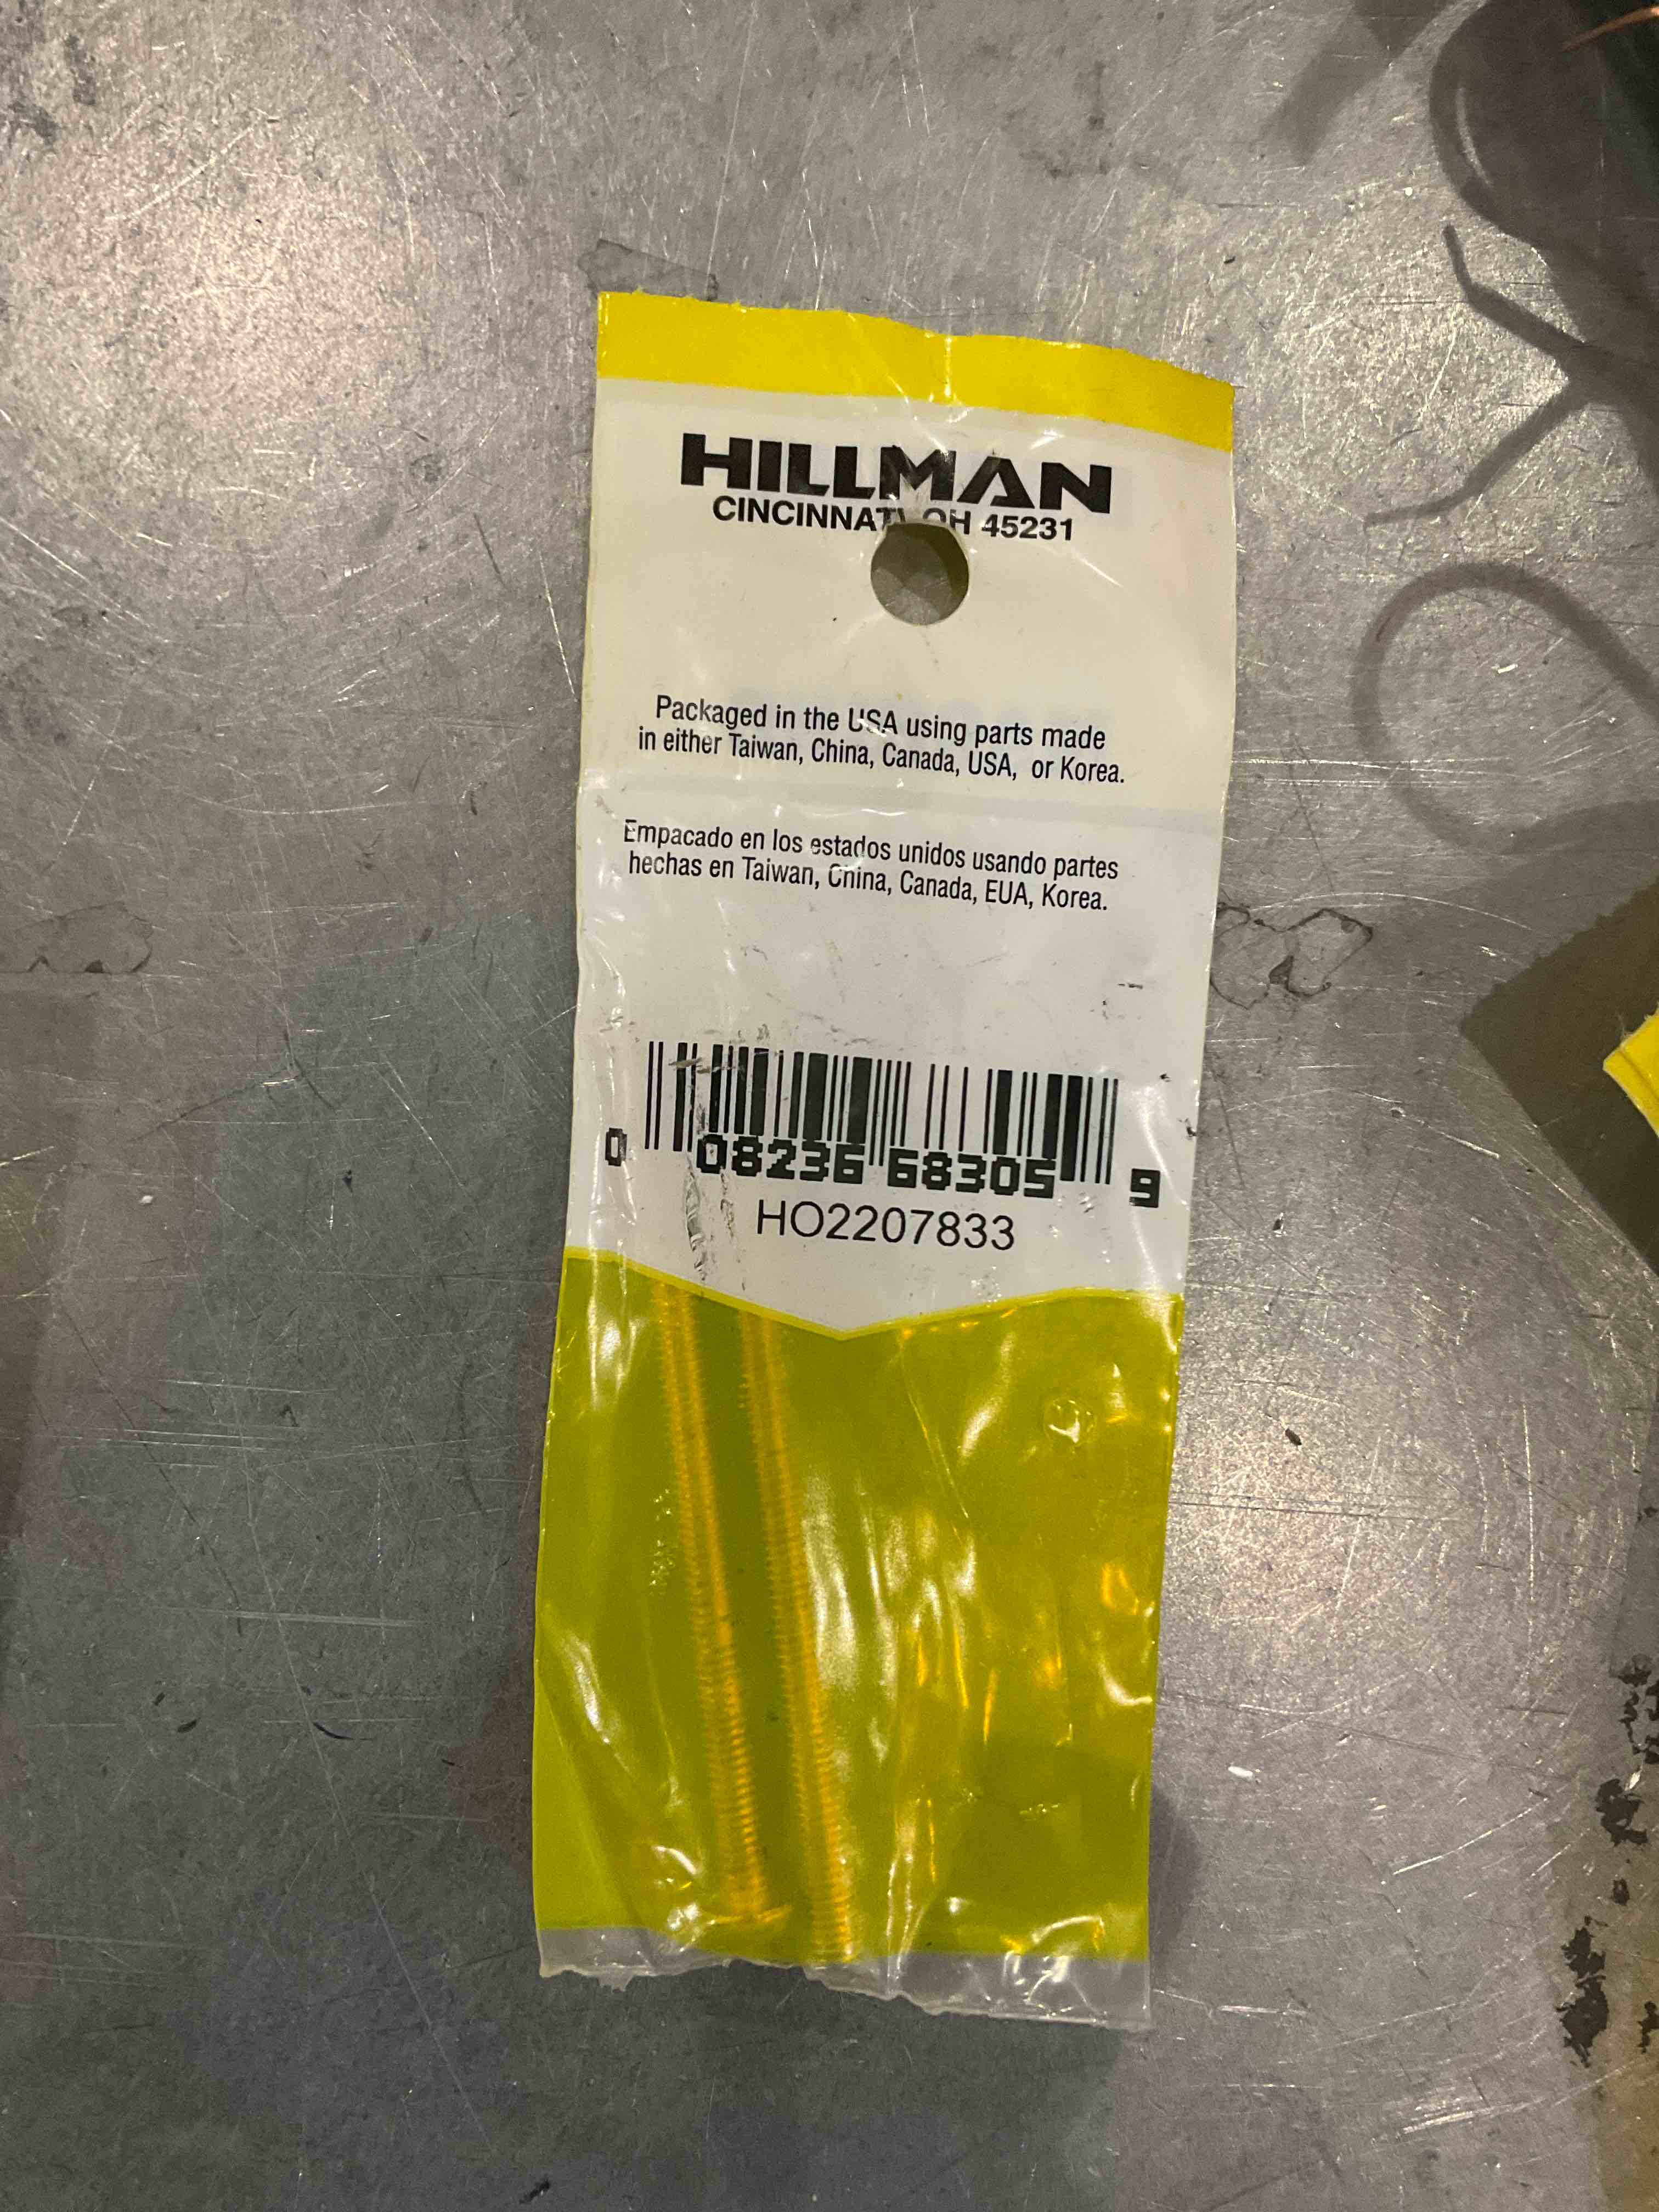 HILLMAN
CINCINNATI OH 45231
Packaged in the USA using parts made
in either Taiwan, China, Canada, USA, or Korea.
Empacado en los estados unidos usando partes
hechas en Taiwan, China, Canada, EUA, Korea.
0 08236 68305 9
HO2207833